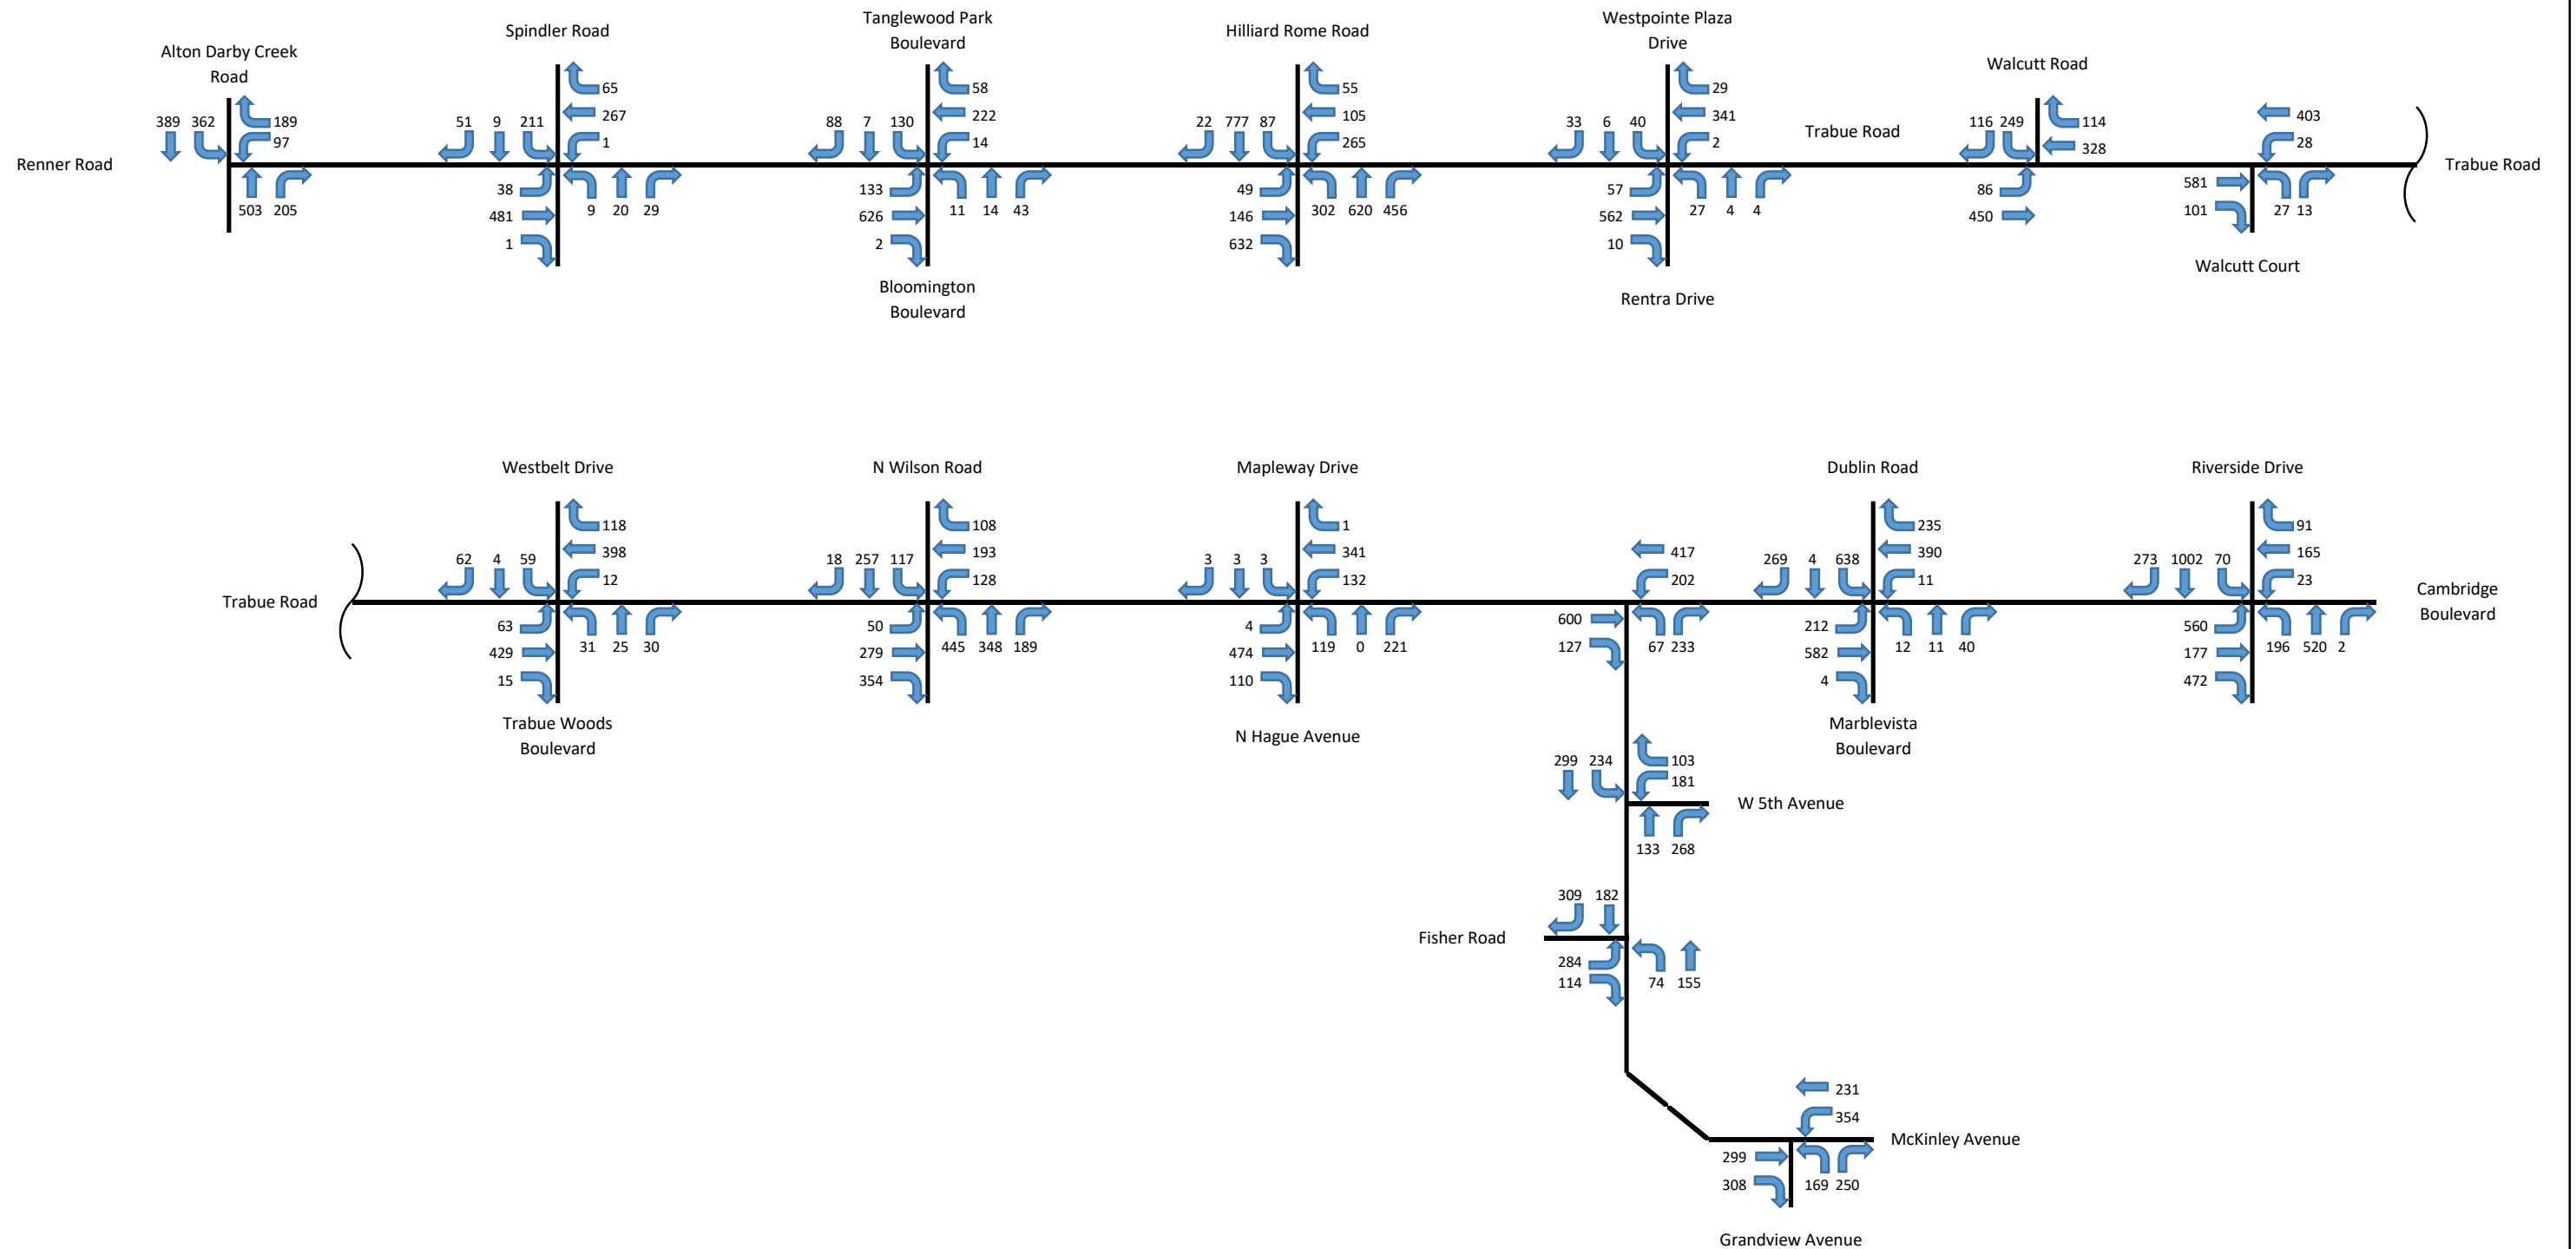 Tanglewood Park
Boulevard
Westpointe Plaza
Drive
Spindler Road
Hilliard Rome Road
Alton Darby Creek
Road
Walcutt Road
65
58
55
29
267
222
105
341
403
389 362
189
51 9 211
88 7 130
22 777 87
33 6 40
Trabue Road
116 249
114
97
1
14
265
2
328
28
Renner Road
Trabue Road
38
133
49
57
86
581
503 205
481
9 20 29
626
11 14 43
146
302 620 456
562
27 4 4
450
101
27 13
1
2
632
10
Walcutt Court
Bloomington
Boulevard
Rentra Drive
Westbelt Drive
N Wilson Road
Mapleway Drive
Dublin Road
Riverside Drive
118
108
1
235
91
398
193
341
417
390
165
62 4 59
18 257 117
3 3 3
269 4 638
273 1002 70
12
128
132
202
11
23
Trabue Road
Cambridge
Boulevard
63
50
4
600
212
560
429
31 25 30
279
445 348 189
474
119 0 221
127
67 233
582
12 11 40
177
196 520 2
15
354
110
4
472
Trabue Woods
Boulevard
N Hague Avenue
Marblevista
Boulevard
299 234
103
181
W 5th Avenue
133 268
309 182
Fisher Road
284
114
74 155
231
354
McKinley Avenue
299
308
169 250
Grandview Avenue